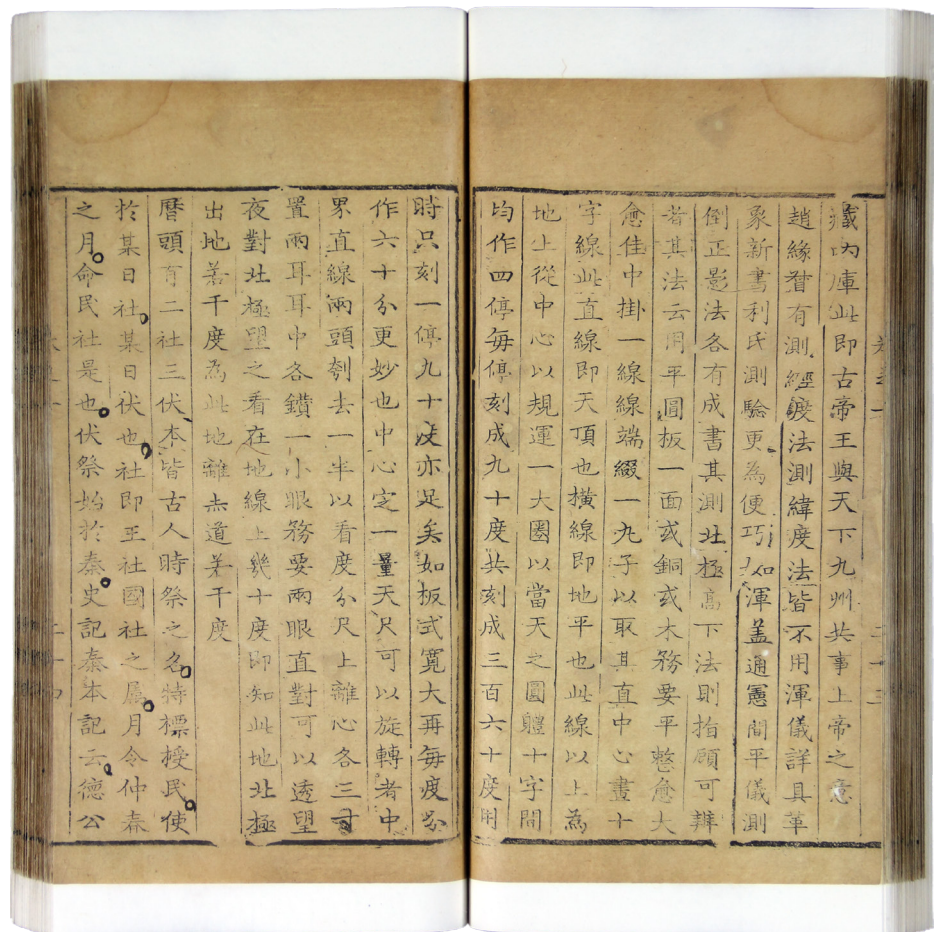 藏內庫此即古帝王與天下九州共事上帝之意
趙緣督有測經度法測緯度法皆不用渾儀詳具革
象新書利氏測驗更為便巧如渾盖通憲間平儀測
倒正影法各有成書其測北極高下法則指顧可辨
者其法云用平圓板一面或銅或木務要平整愈大
愈佳中掛一線線端綴一丸子以取其直中心畫十
字線此直線即天頂也橫線即地平也此線以上為
地上從中心以規運一大圈以當天之圓軆十字間
均作四停每停刻成九十度共刻成三百六十度用
時只刻一停九十度亦足矣如板式寬大再每度分
作六十分更妙也中心定一量天尺可以旋轉者中
界直線兩頭刳去一半以看度分尺上離心各三寸
置兩耳耳中各鑽一小眼務要兩眼直對可以透望
夜對北極望之看在地線上幾十度即知此地北極
出地若干度為此地離赤道若干度
曆頭有二社三伏本皆古人時祭之名特標授民使
於某日社某日伏也社即王社國社之屬月令仲春
之月命民社是也伏祭始於秦史記秦本記云德公